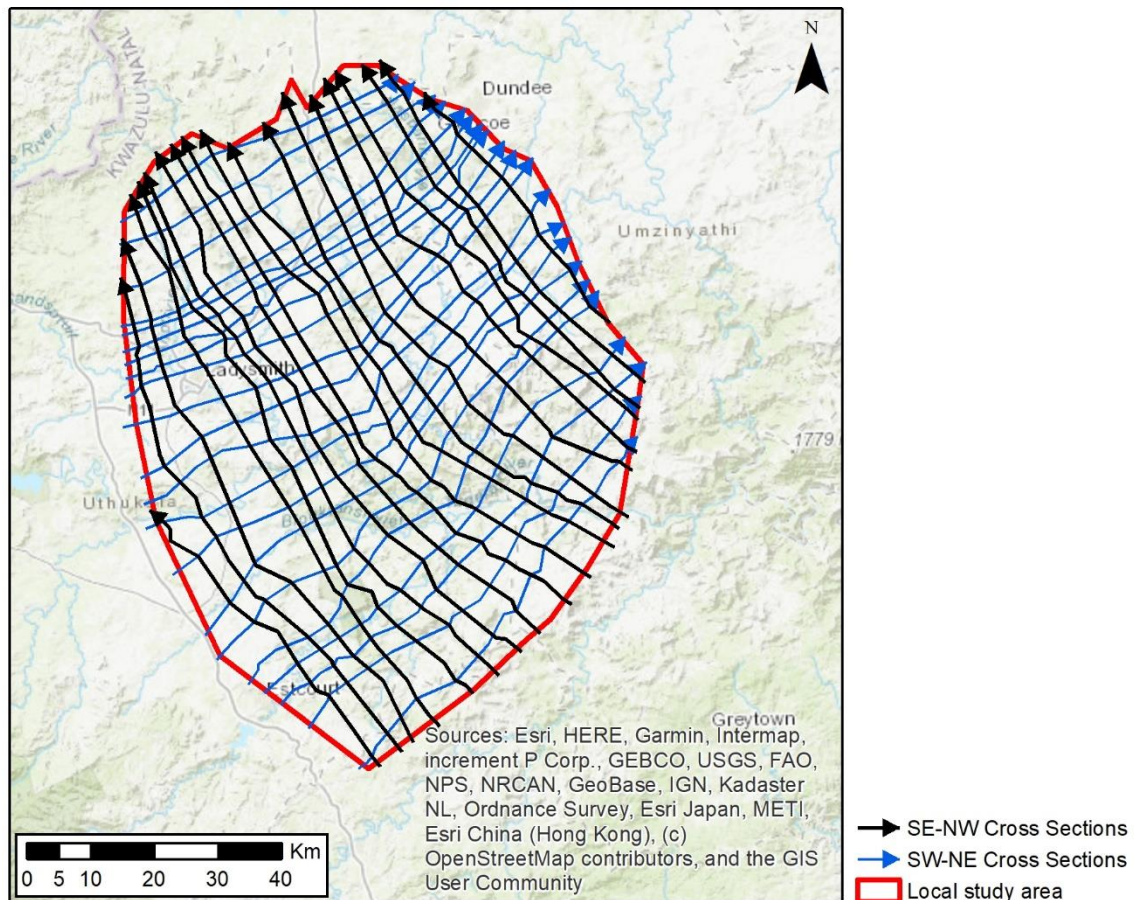 N
Dundee
KWAZULU NATAL
Umzinyathi
Ladysmith
1779
Estcourt
Greytown
Sources: Esri, HERE, Garmin, Intermap,
increment P Corp., GEBCO, USGS, FAO,
NPS, NRCAN, GeoBase, IGN, Kadaster
NL, Ordnance Survey, Esri Japan, METI,
Esri China (Hong Kong), (c)
OpenStreetMap contributors, and the GIS
User Community
Km
0 5 10 20 30 40
SE-NW Cross Sections
SW-NE Cross Sections
Local study area